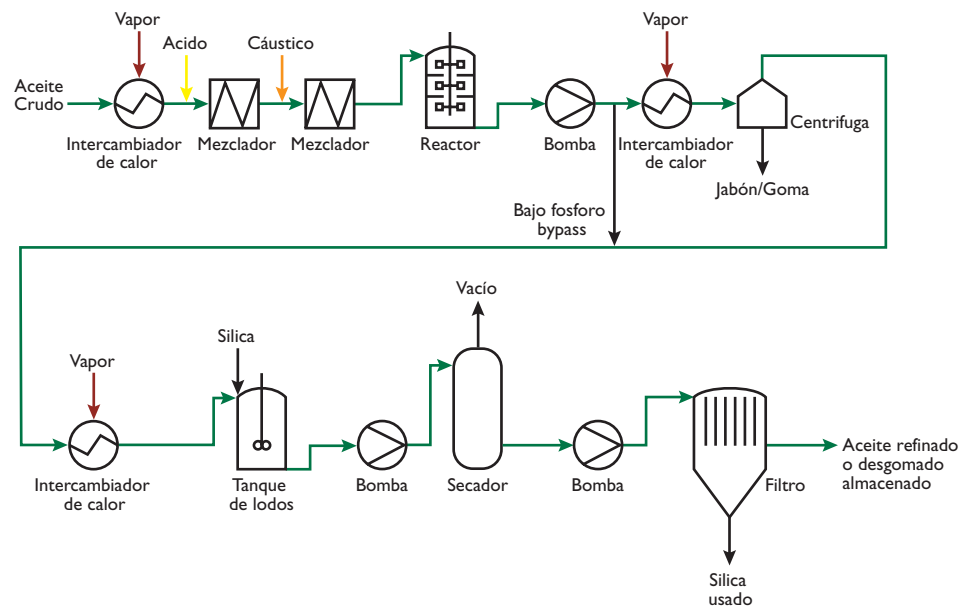 Vapor
Acido
Cáustico
Vapor
Aceite
Crudo
Intercambiador
de calor
Mezclador
Mezclador
Reactor
Bomba
Intercambiador
de calor
Centrifuga
Jabón/Goma
Bajo fosforo
bypass
Vacío
Silica
Vapor
Intercambiador
de calor
Tanque
de lodos
Bomba
Secador
Bomba
Filtro
Aceite refinado
o desgomado
almacenado
Silica
usado